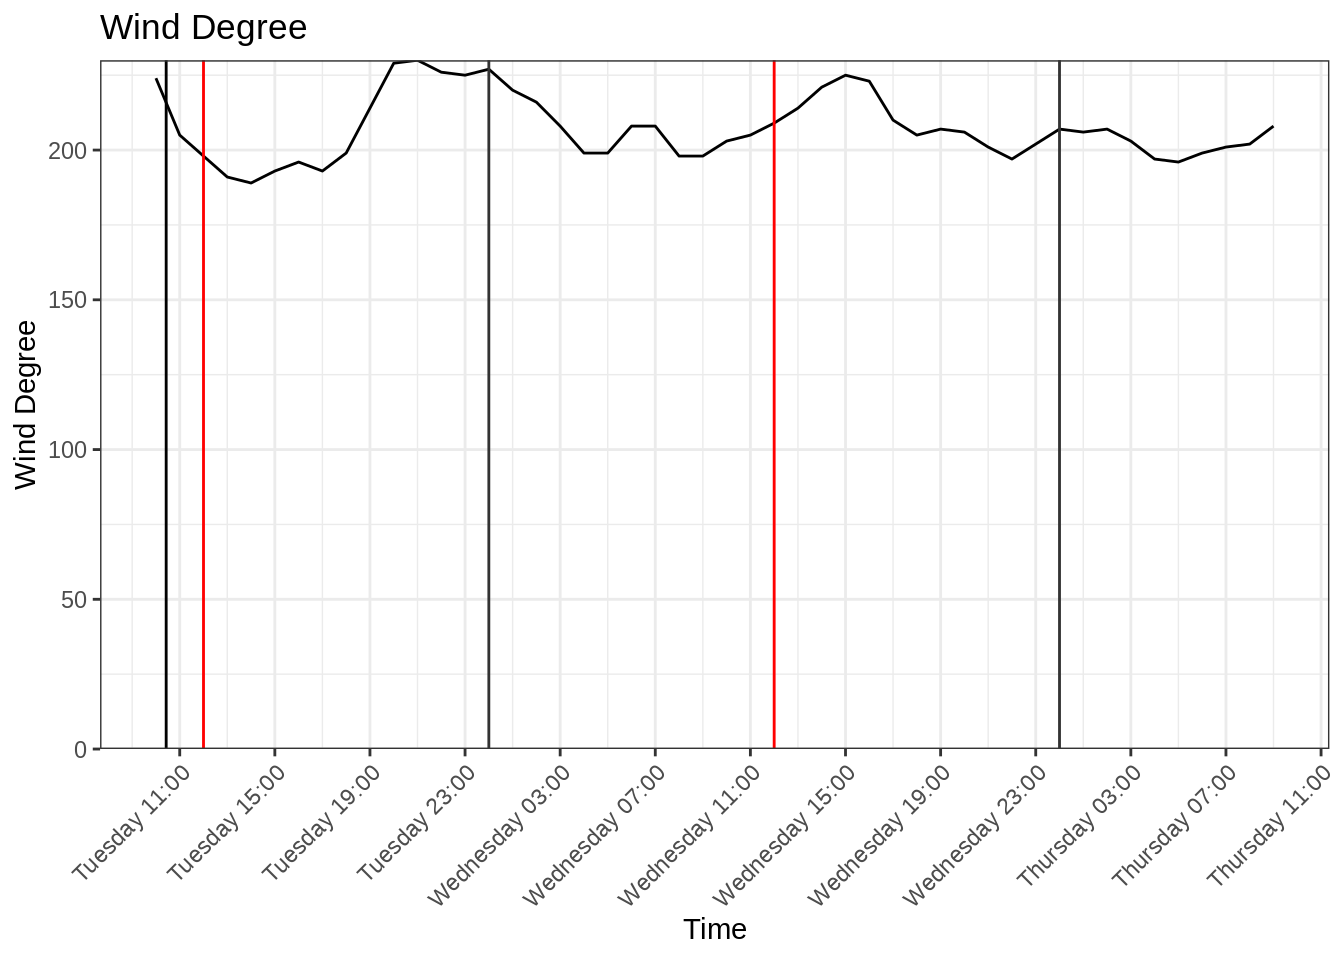 Wind Degree
Wind Degree
200
150
100
50
0
Tuesday 11:00
Tuesday 15:00
Tuesday 19:00
Tuesday 23:00
Wednesday 03:00
Wednesday 07:00
Wednesday 11:00
Wednesday 15:00
Wednesday 19:00
Wednesday 23:00
Thursday 03:00
Thursday 07:00
Thursday 11:00
Time